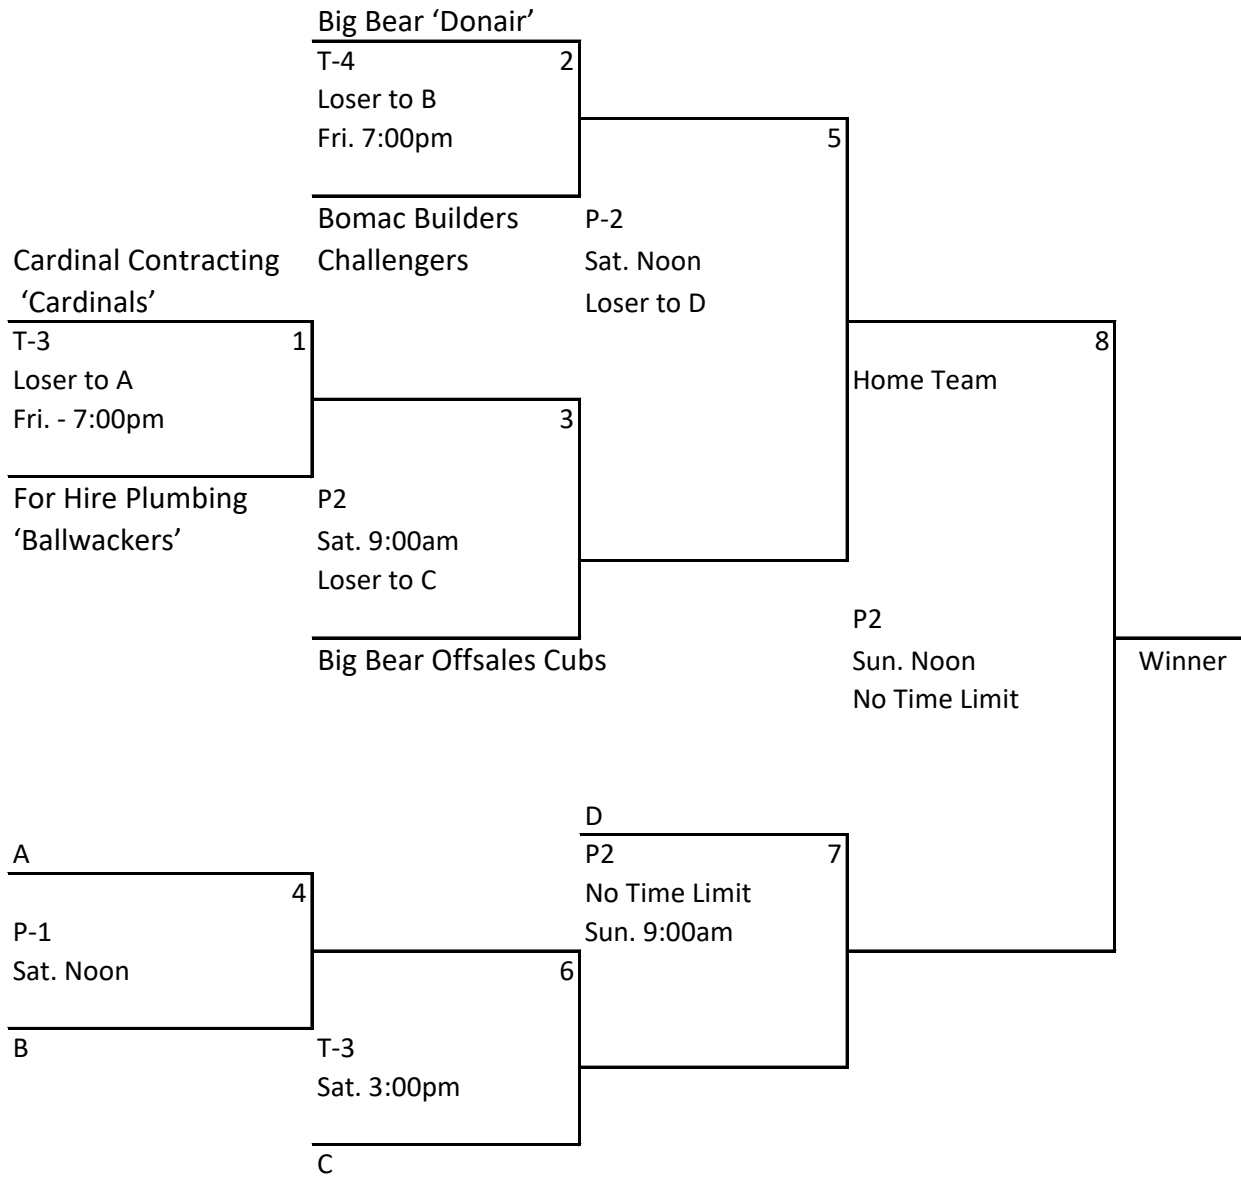 Big Bear ‘Donair’
T-4 2
Loser to B
Fri. 7:00pm
5
Bomac Builders
Challengers
P-2
Sat. Noon
Loser to D
Cardinal Contracting
‘Cardinals’
T-3 1
Loser to A
Fri. - 7:00pm
8
Home Team
3
For Hire Plumbing
‘Ballwackers’
P2
Sat. 9:00am
Loser to C
Big Bear Offsales Cubs
P2
Sun. Noon
No Time Limit
Winner
D
P2 7
No Time Limit
Sun. 9:00am
A
4
P-1
Sat. Noon
B
6
T-3
Sat. 3:00pm
C